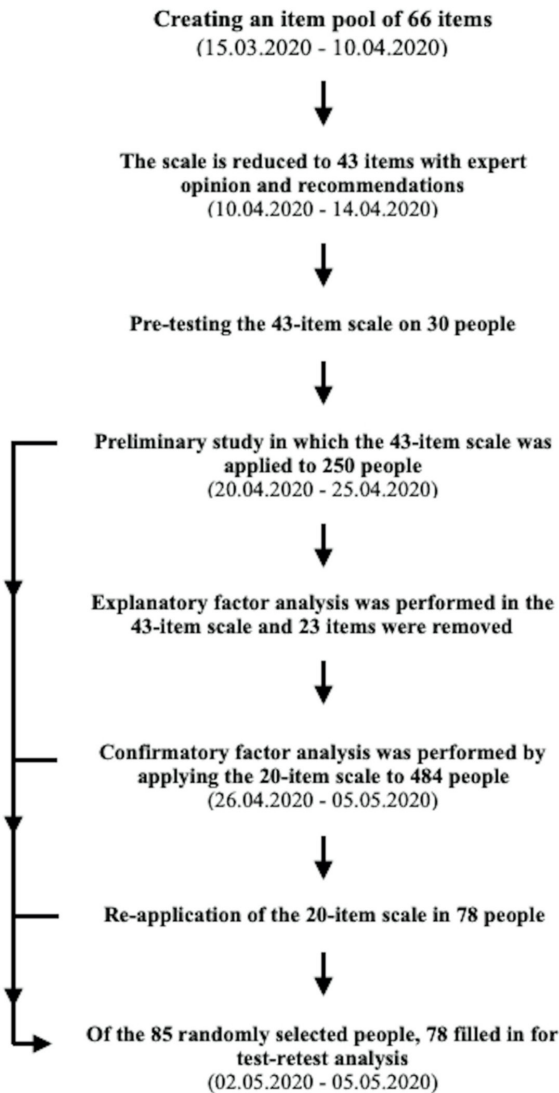 Creating an item pool of 66 items
(15.03.2020 - 10.04.2020)
The scale is reduced to 43 items with expert
opinion and recommendations
(10.04.2020 - 14.04.2020)
Pre-testing the 43-item scale on 30 people
Preliminary study in which the 43-item scale was
applied to 250 people
(20.04.2020 - 25.04.2020)
Explanatory factor analysis was performed in the
43-item scale and 23 items were removed
Confirmatory factor analysis was performed by
applying the 20-item scale to 484 people
(26.04.2020 - 05.05.2020)
Re-application of the 20-item scale in 78 people
Of the 85 randomly selected people, 78 filled in for
test-retest analysis
(02.05.2020 - 05.05.2020)